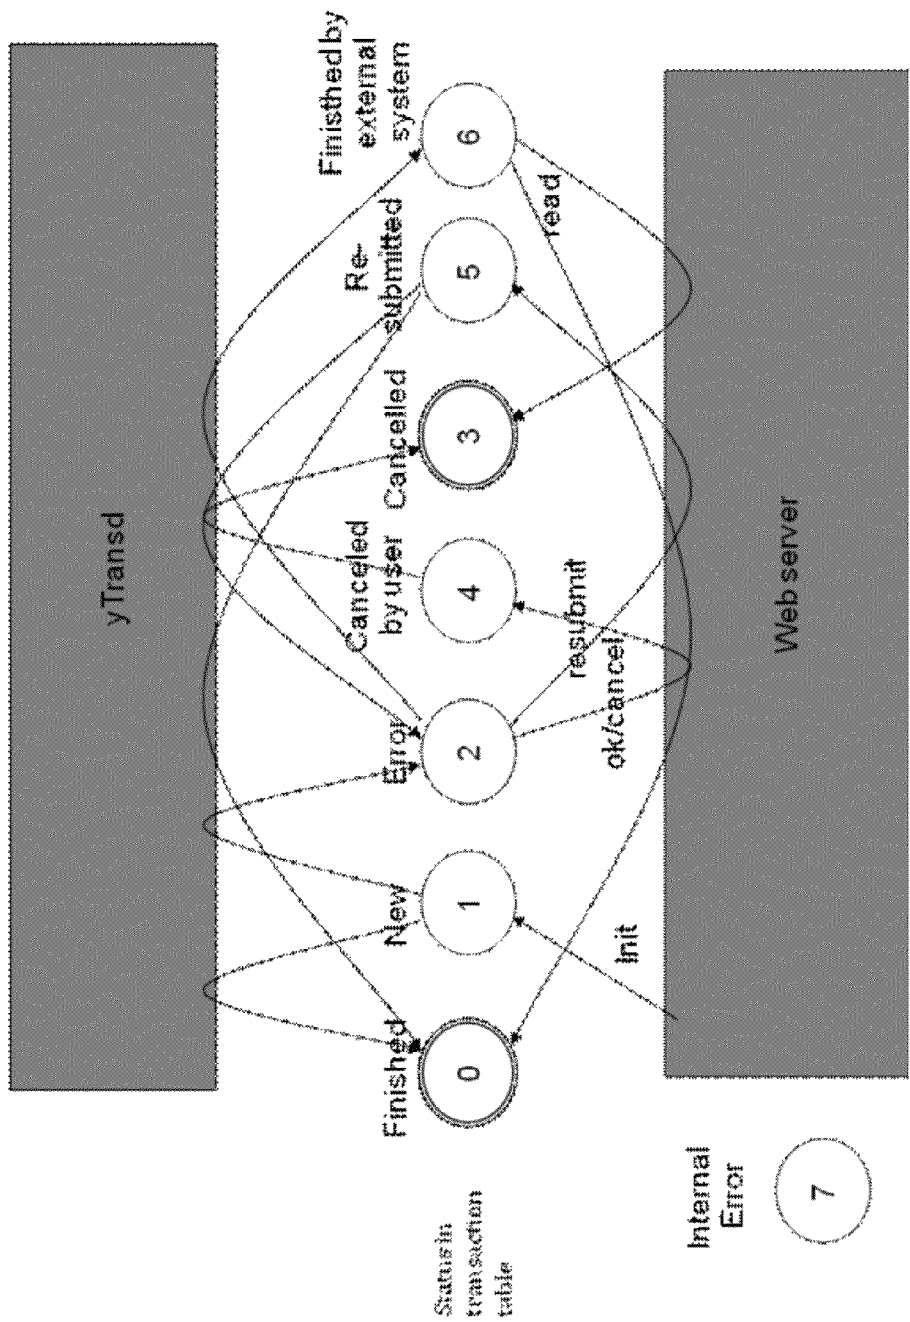 yTransd
Finished
New
Error
Canceled
by user
Cancelled
Re-
submitted
Finisthed by
external
system
Status in
transaction
table
0
1
2
4
3
5
6
Init
ok/cancel
resubmit
read
Internal
Error
7
Web server